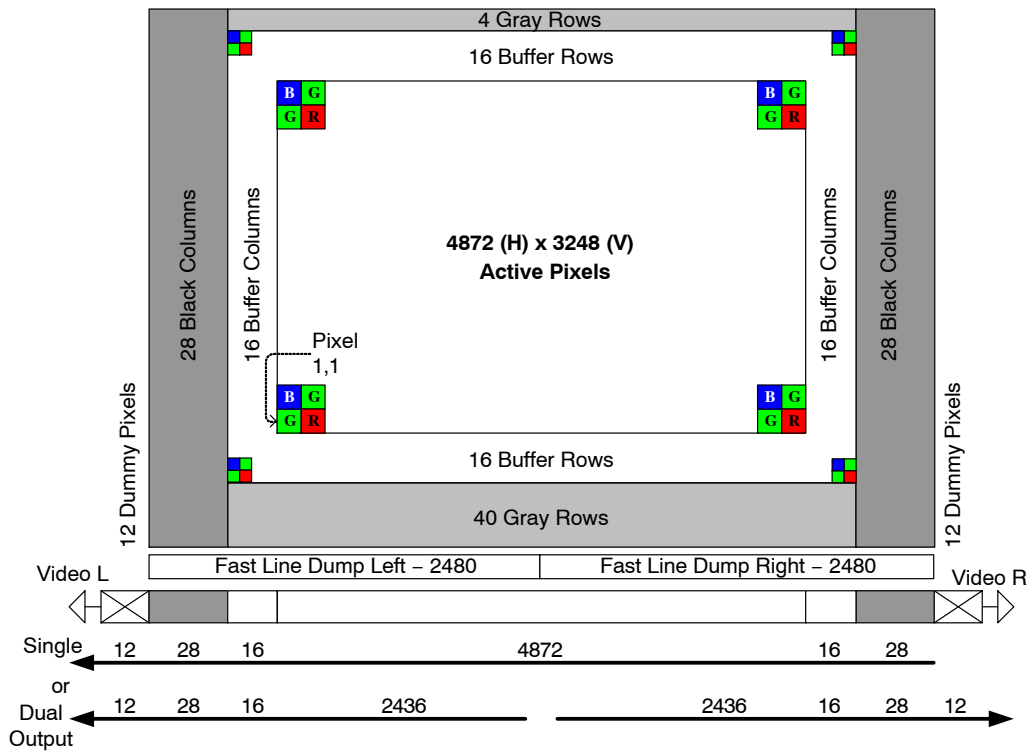 4 Gray Rows
16 Buffer Rows
B G
G R
B G
G R
28 Black Columns
16 Buffer Columns
4872 (H) x 3248 (V)
Active Pixels
16 Buffer Columns
28 Black Columns
Pixel
1,1
B G
G R
B G
G R
12 Dummy Pixels
16 Buffer Rows
12 Dummy Pixels
40 Gray Rows
Fast Line Dump Left – 2480
Fast Line Dump Right – 2480
Video L
Video R
Single 12 28 16 4872 16 28
or
Dual 12 28 16 2436 2436 16 28 12
Output